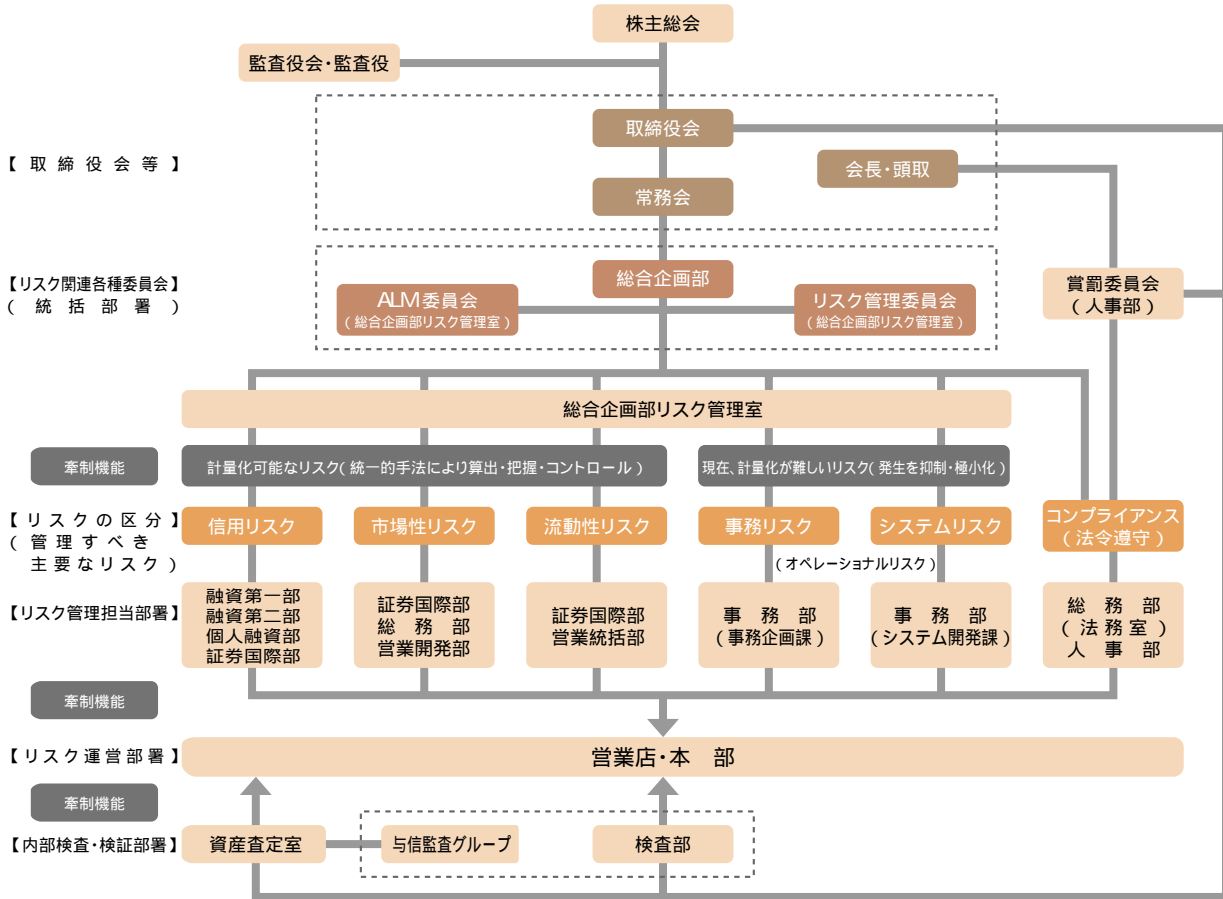 株主総会
監査役会・監査役
取締役会
【取締役会等】
会長・頭取
常務会
【リスク関連各種委員会】
(統括部署)
総合企画部
ALM委員会
(総合企画部リスク管理室)
リスク管理委員会
(総合企画部リスク管理室)
賞罰委員会
(人事部)
総合企画部リスク管理室
牽制機能
計量化可能なリスク(統一的手法により算出・把握・コントロール)
現在、計量化が難しいリスク(発生を抑制・極小化)
【リスクの区分】
(管理すべき
主要なリスク)
信用リスク
市場性リスク
流動性リスク
事務リスク
システムリスク
コンプライアンス
(法令遵守)
(オペレーショナルリスク)
【リスク管理担当部署】
融資第一部
融資第二部
個人融資部
証券国際部
証券国際部
総務部
営業開発部
証券国際部
営業統括部
事務部
(事務企画課)
事務部
(システム開発課)
総務部
(法務室)
人事部
牽制機能
【リスク運営部署】
営業店・本 部
牽制機能
【内部検査・検証部署】
資産査定室
与信監査グループ
検査部